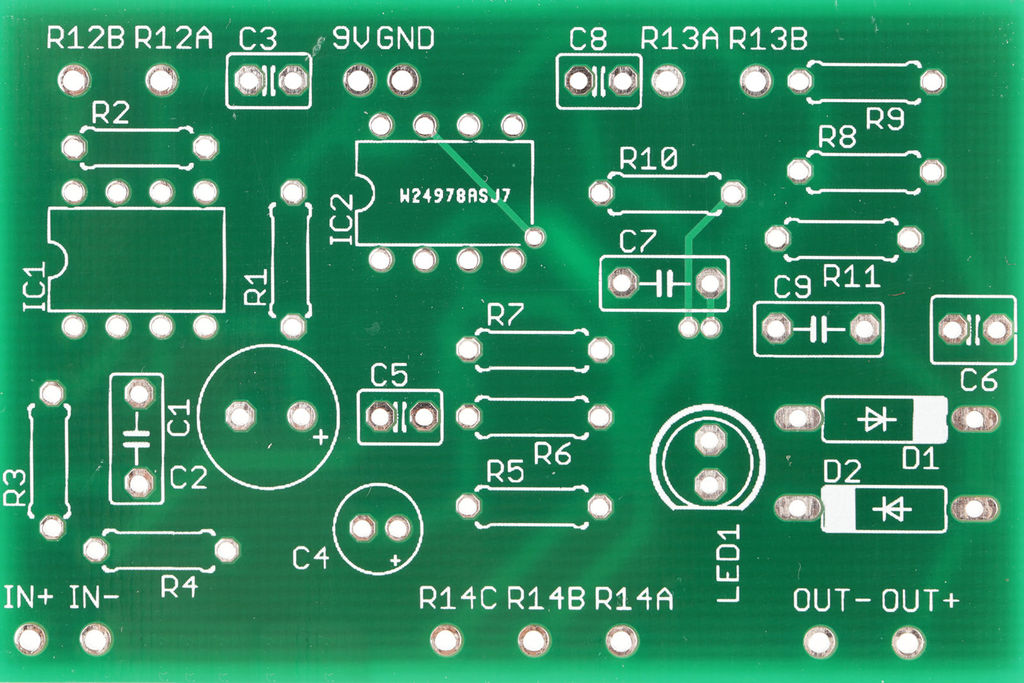 R12B R12A C3 9V GND C8 R13A R13B
R2 R9
R8
R10
W24978ASJ7
IC2
C7
IC1 R1 R11
C9
R7
C5 C6
C1
R6 D1
R3 C2 R5 D2
C4
R4 LED1
IN+ IN- R14C R14B R14A OUT- OUT+
+
+